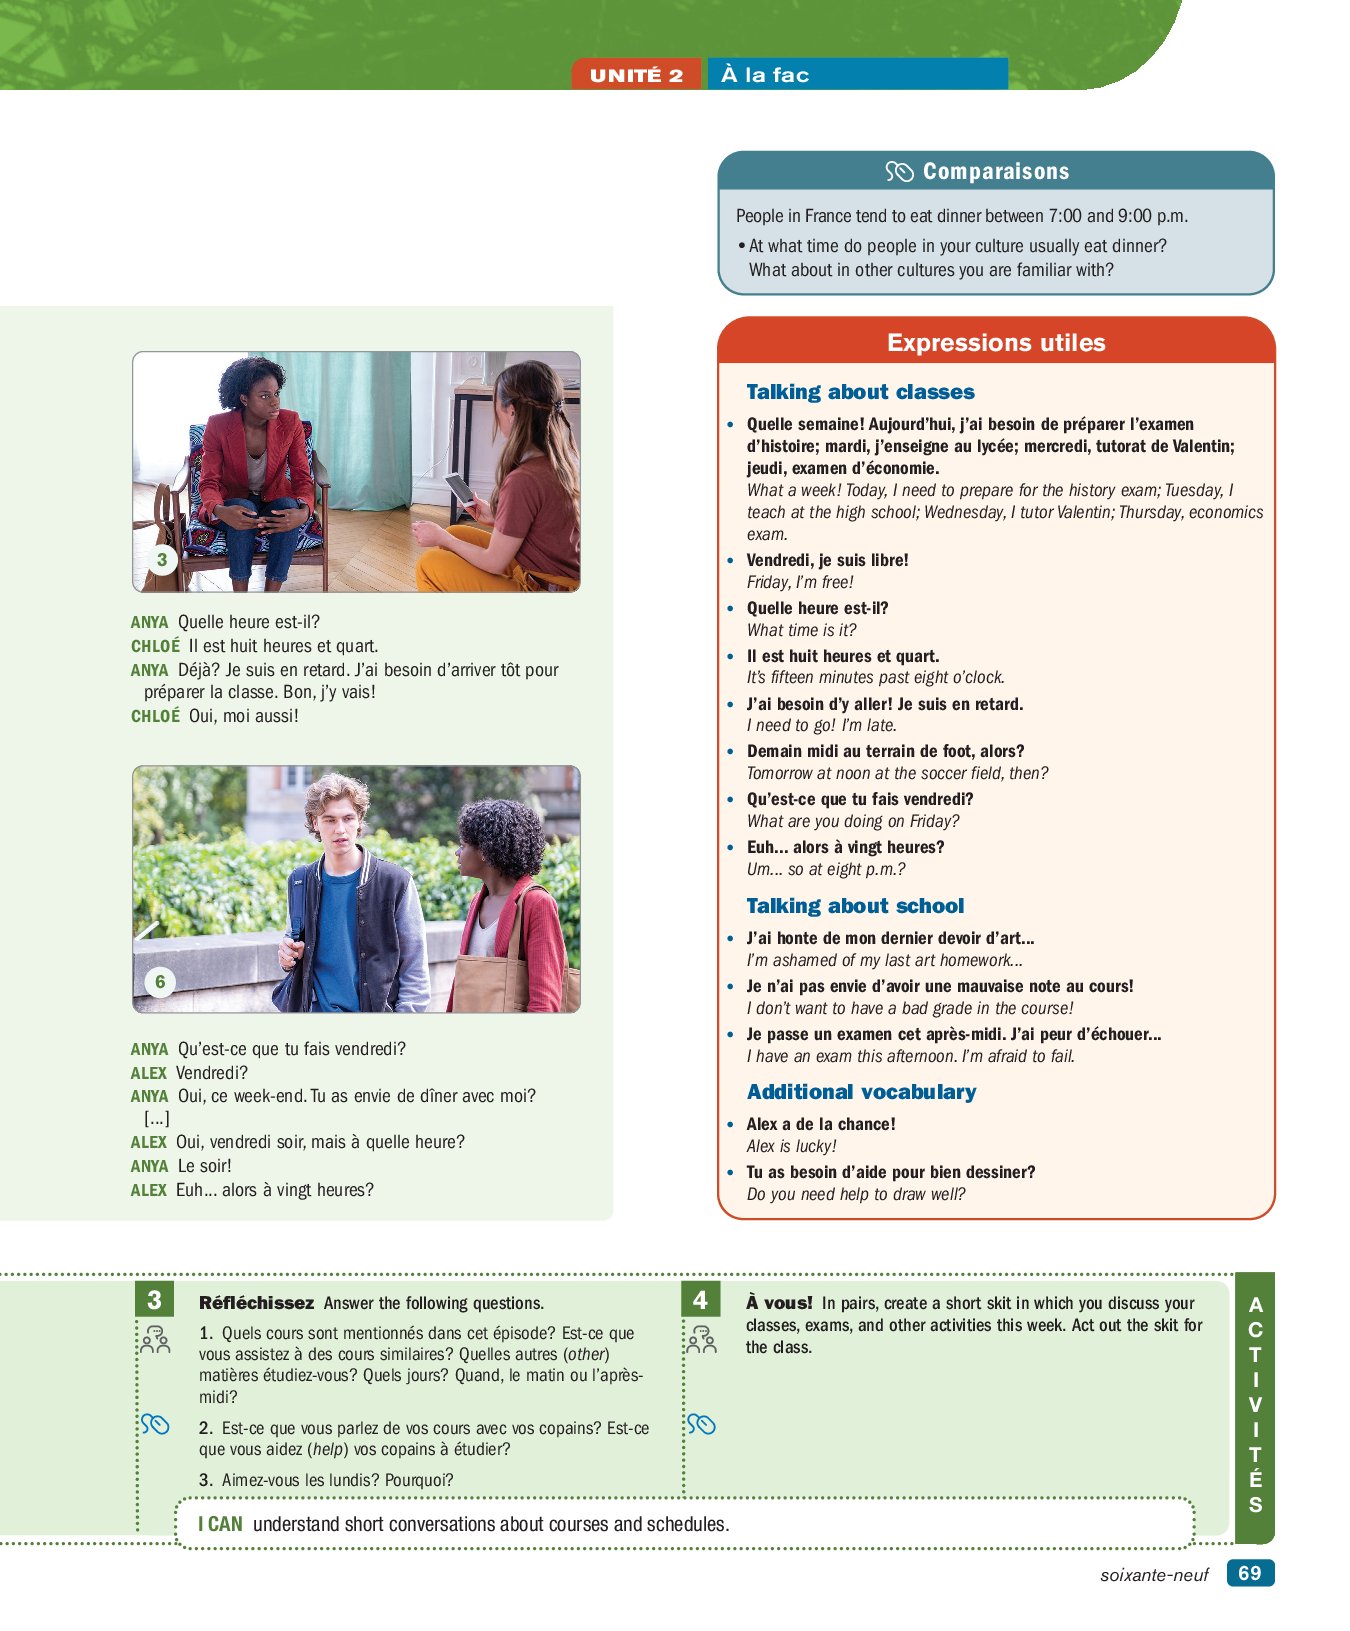 UNITÉ 2 À la fac
Comparaisons
People in France tend to eat dinner between 7:00 and 9:00 p.m.
• At what time do people in your culture usually eat dinner?
What about in other cultures you are familiar with?
3
ANYA Quelle heure est-il?
CHLOÉ Il est huit heures et quart.
ANYA Déjà? Je suis en retard. J’ai besoin d’arriver tôt pour
préparer la classe. Bon, j’y vais!
CHLOÉ Oui, moi aussi!
6
ANYA Qu’est-ce que tu fais vendredi?
ALEX Vendredi?
ANYA Oui, ce week-end. Tu as envie de dîner avec moi?
[...]
ALEX Oui, vendredi soir, mais à quelle heure?
ANYA Le soir!
ALEX Euh... alors à vingt heures?
Expressions utiles
Talking about classes
• Quelle semaine! Aujourd’hui, j’ai besoin de préparer l’examen
d’histoire; mardi, j’enseigne au lycée; mercredi, tutorat de Valentin;
jeudi, examen d’économie.
What a week! Today, I need to prepare for the history exam; Tuesday, I
teach at the high school; Wednesday, I tutor Valentin; Thursday, economics
exam.
• Vendredi, je suis libre!
Friday, I’m free!
• Quelle heure est-il?
What time is it?
• Il est huit heures et quart.
It’s fifteen minutes past eight o’clock.
• J’ai besoin d’y aller! Je suis en retard.
I need to go! I’m late.
• Demain midi au terrain de foot, alors?
Tomorrow at noon at the soccer field, then?
• Qu’est-ce que tu fais vendredi?
What are you doing on Friday?
• Euh... alors à vingt heures?
Um... so at eight p.m.?
Talking about school
• J’ai honte de mon dernier devoir d’art...
I’m ashamed of my last art homework...
• Je n’ai pas envie d’avoir une mauvaise note au cours!
I don’t want to have a bad grade in the course!
• Je passe un examen cet après-midi. J’ai peur d’échouer...
I have an exam this afternoon. I’m afraid to fail.
Additional vocabulary
• Alex a de la chance!
Alex is lucky!
• Tu as besoin d’aide pour bien dessiner?
Do you need help to draw well?
3 Réfléchissez Answer the following questions.
1. Quels cours sont mentionnés dans cet épisode? Est-ce que
vous assistez à des cours similaires? Quelles autres (other)
matières étudiez-vous? Quels jours? Quand, le matin ou l’après-
midi?
2. Est-ce que vous parlez de vos cours avec vos copains? Est-ce
que vous aidez (help) vos copains à étudier?
3. Aimez-vous les lundis? Pourquoi?
4 À vous! In pairs, create a short skit in which you discuss your
classes, exams, and other activities this week. Act out the skit for
the class.
ACTIVITÉS
I CAN understand short conversations about courses and schedules.
soixante-neuf 69